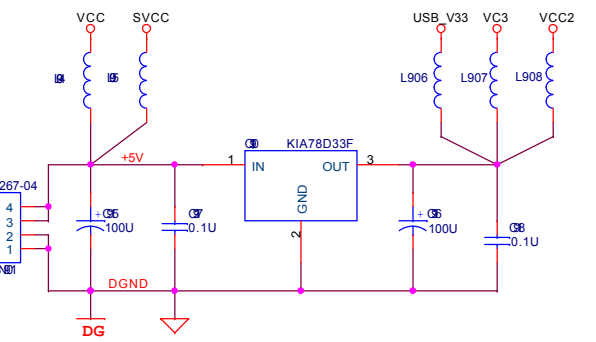 VCC SVCC USB_V33 VC3 VCC2
L906 L907 L908
+5V
KIA78D33F
1 IN OUT 3
GND
2
267-04
4
3
2
1
+
100U
0.1U
+
100U
0.1U
DGND
DG